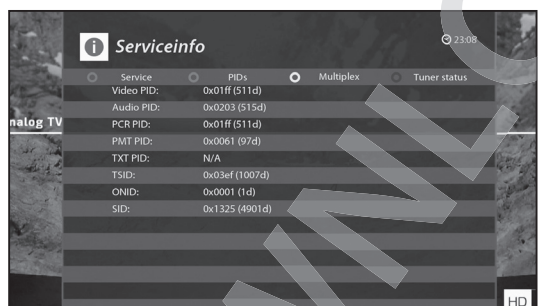 Serviceinfo
23:08
Service PIDs Multiplex Tuner status
Video PID: 0x01ff (511d)
Audio PID: 0x0203 (515d)
nalog TV
PCR PID: 0x01ff (511d)
PMT PID: 0x0061 (97d)
TXT PID: N/A
TSID: 0x03ef (1007d)
ONID: 0x0001 (1d)
SID: 0x1325 (4901d)
HD